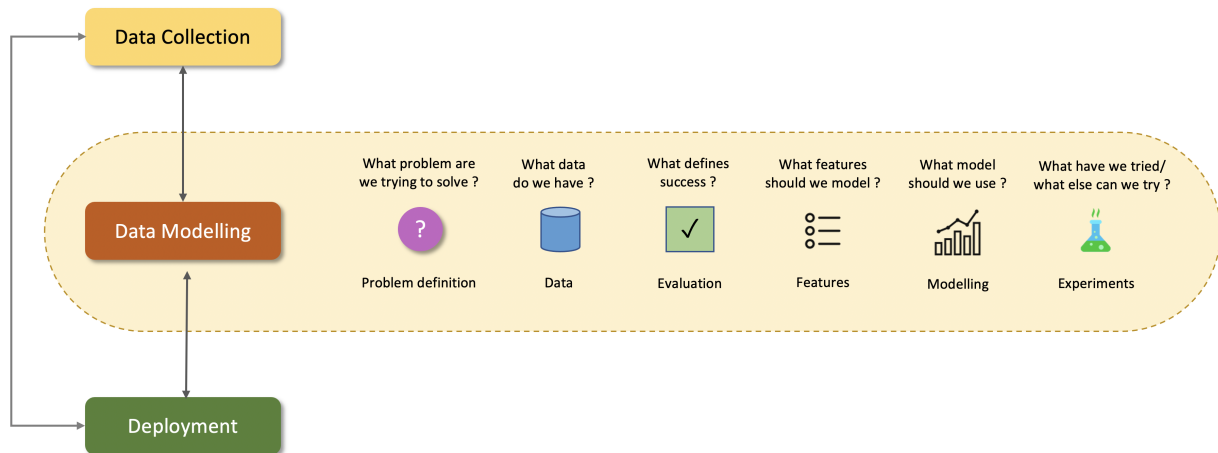 Data Collection
What problem are
we trying to solve ?
What data
do we have ?
What defines
success ?
What features
should we model ?
What model
should we use ?
What have we tried/
what else can we try ?
Data Modelling
?
✓
Problem definition
Data
Evaluation
Features
Modelling
Experiments
Deployment